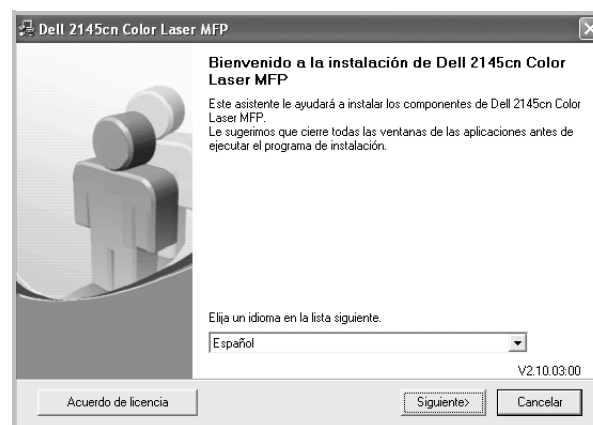 Dell 2145cn Color Laser MFP
Bienvenido a la instalación de Dell 2145cn Color
Laser MFP
Este asistente le ayudará a instalar los componentes de Dell 2145cn Color
Laser MFP.
Le sugerimos que cierre todas las ventanas de las aplicaciones antes de
ejecutar el programa de instalación.
Elija un idioma en la lista siguiente.
Español
V2.10.03:00
Acuerdo de licencia
Siguiente>
Cancelar